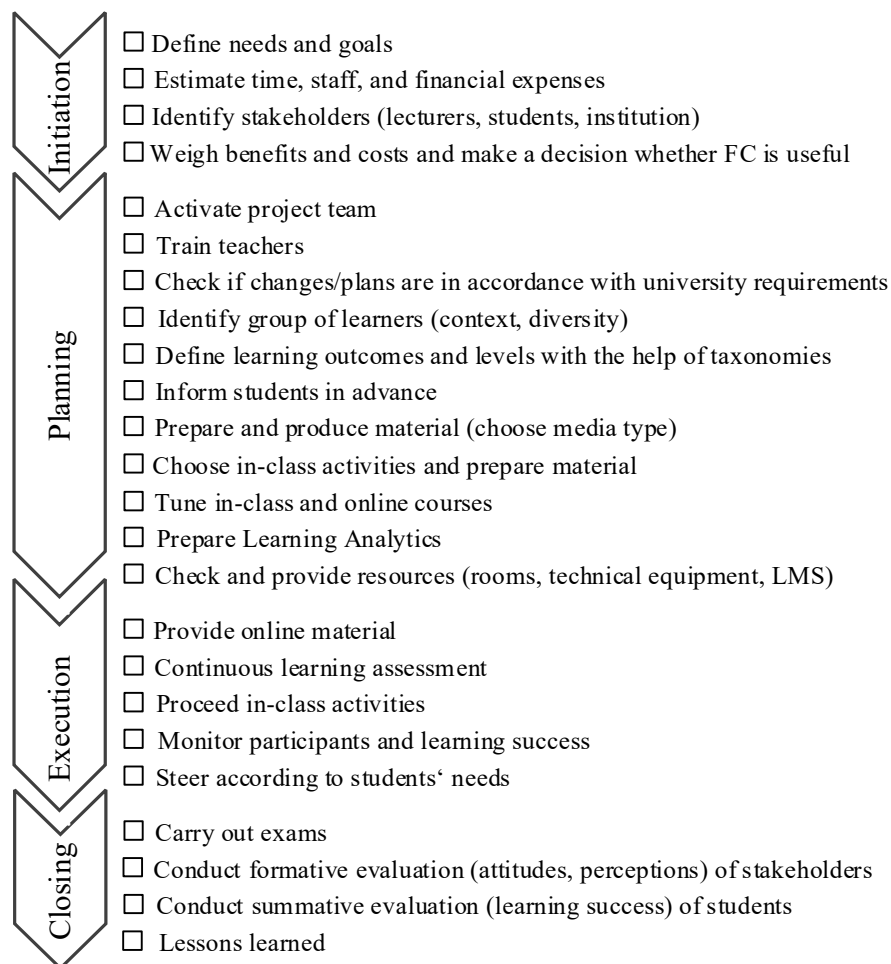 Initiation
☐ Define needs and goals
☐ Estimate time, staff, and financial expenses
☐ Identify stakeholders (lecturers, students, institution)
☐ Weigh benefits and costs and make a decision whether FC is useful
Planning
☐ Activate project team
☐ Train teachers
☐ Check if changes/plans are in accordance with university requirements
☐ Identify group of learners (context, diversity)
☐ Define learning outcomes and levels with the help of taxonomies
☐ Inform students in advance
☐ Prepare and produce material (choose media type)
☐ Choose in-class activities and prepare material
☐ Tune in-class and online courses
☐ Prepare Learning Analytics
☐ Check and provide resources (rooms, technical equipment, LMS)
Execution
☐ Provide online material
☐ Continuous learning assessment
☐ Proceed in-class activities
☐ Monitor participants and learning success
☐ Steer according to students‘ needs
Closing
☐ Carry out exams
☐ Conduct formative evaluation (attitudes, perceptions) of stakeholders
☐ Conduct summative evaluation (learning success) of students
☐ Lessons learned